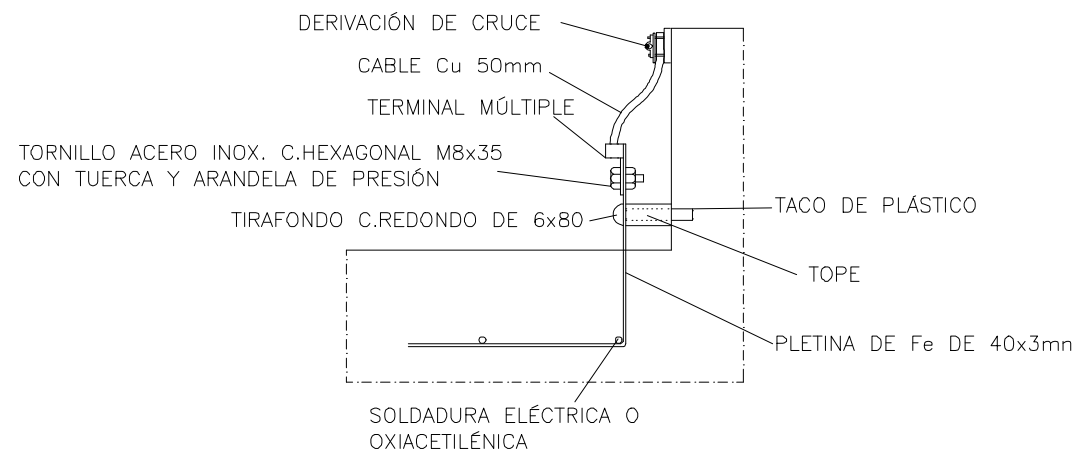 DERIVACIÓN DE CRUCE
CABLE Cu 50mm
TERMINAL MÚLTIPLE
TORNILLO ACERO INOX. C.HEXAGONAL M8x35
CON TUERCA Y ARANDELA DE PRESIÓN
TIRAFONDO C.REDONDO DE 6x80
TACO DE PLÁSTICO
TOPE
PLETINA DE Fe DE 40x3mn
SOLDADURA ELÉCTRICA O
OXIACETILÉNICA